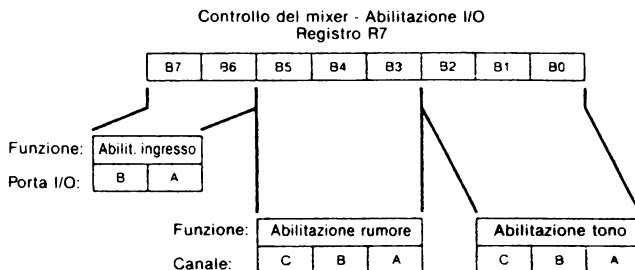 Controllo del mixer - Abilitazione I/O
Registro R7
B7 B6 B5 B4 B3 B2 B1 B0
Funzione: Abilit. ingresso
Porta I/O: B A
Funzione: Abilitazione rumore Abilitazione tono
Canale: C B A C B A